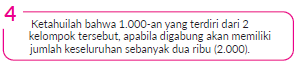 4
Ketahuilah bahwa 1.000-an yang terdiri dari 2
kelompok tersebut, apabila digabung akan memiliki
jumlah keseluruhan sebanyak dua ribu (2.000).